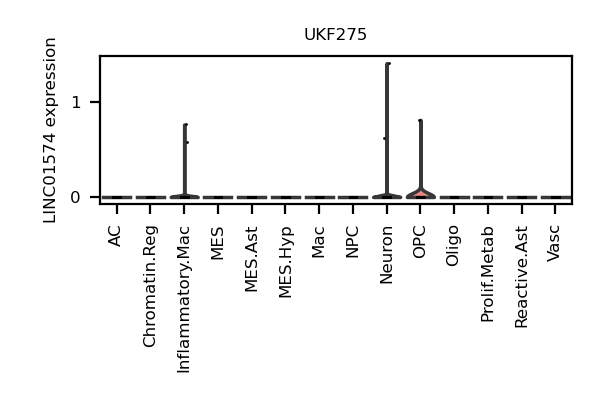 UKF275
LINC01574 expression
1
0
AC
Chromatin.Reg
Inflammatory.Mac
MES
MES.Ast
MES.Hyp
Mac
NPC
Neuron
OPC
Oligo
Prolif.Metab
Reactive.Ast
Vasc